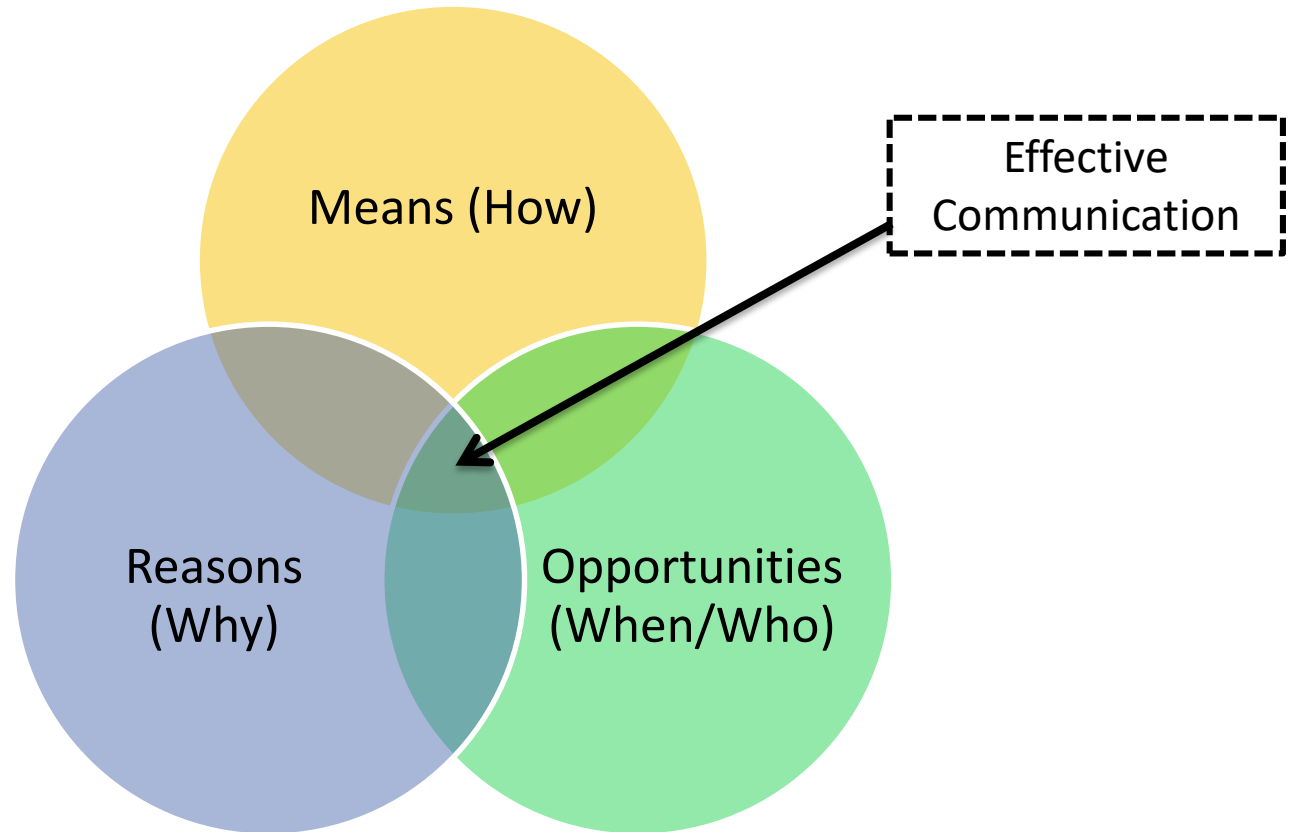 Means (How)
Effective
Communication
Reasons
(Why)
Opportunities
(When/Who)